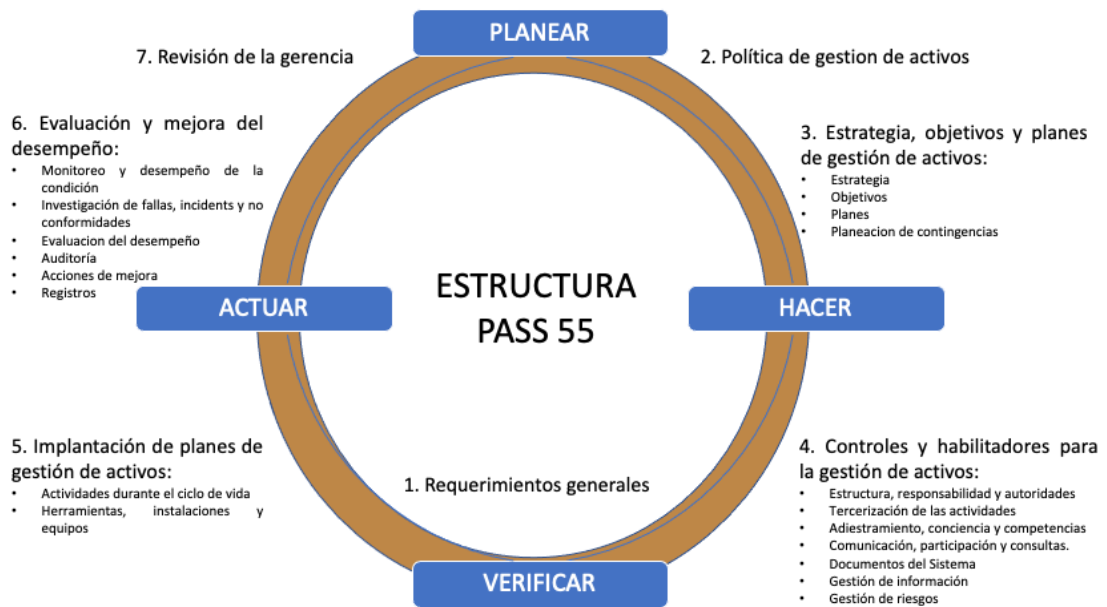 PLANEAR
7. Revisión de la gerencia
2. Política de gestion de activos
6. Evaluación y mejora del
desempeño:
• Monitoreo y desempeño de la
condición
• Investigación de fallas, incidents y no
conformidades
• Evaluacion del desempeño
• Auditoría
• Acciones de mejora
• Registros
3. Estrategia, objetivos y planes
de gestión de activos:
• Estrategia
• Objetivos
• Planes
• Planeacion de contingencias
ACTUAR
ESTRUCTURA
PASS 55
HACER
5. Implantación de planes de
gestión de activos:
• Actividades durante el ciclo de vida
• Herramientas, instalaciones y
equipos
1. Requerimientos generales
4. Controles y habilitadores para
la gestión de activos:
• Estructura, responsabilidad y autoridades
• Tercerización de las actividades
• Adiestramiento, conciencia y competencias
• Comunicación, participación y consultas.
• Documentos del Sistema
• Gestión de información
• Gestión de riesgos
VERIFICAR